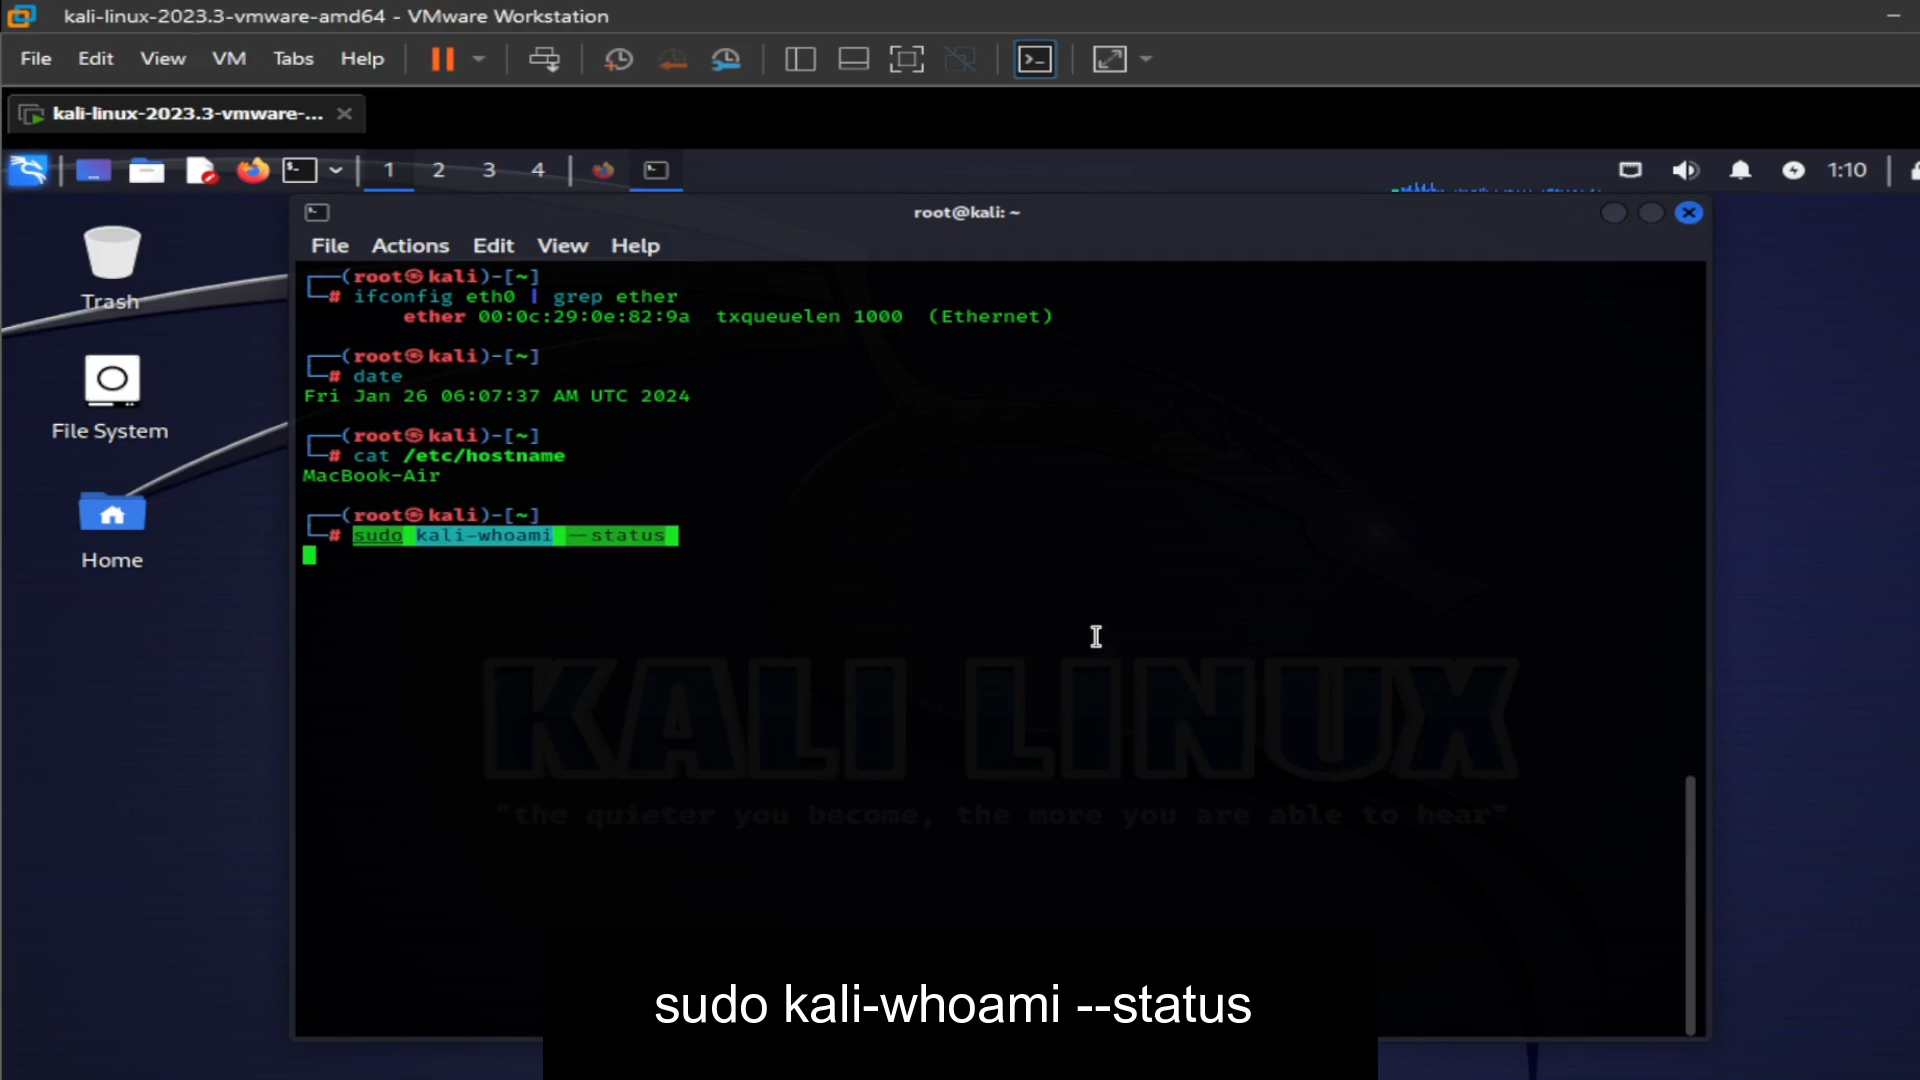 kali-linux-2023.3-vmware-amd64 - VMware Workstation
File Edit View VM Tabs Help
kali-linux-2023.3-vmware-...
1 2 3 4 1:10
root@kali: ~
File Actions Edit View Help
Trash
File System
Home
┌──(root㉿kali)-[~]
└─# ifconfig eth0 | grep ether
ether 00:0c:29:0e:82:9a txqueuelen 1000 (Ethernet)
┌──(root㉿kali)-[~]
└─# date
Fri Jan 26 06:07:37 AM UTC 2024
┌──(root㉿kali)-[~]
└─# cat /etc/hostname
MacBook-Air
┌──(root㉿kali)-[~]
└─# sudo kali-whoami --status
KALI LINUX
"the quieter you become, the more you are able to hear"
sudo kali-whoami --status